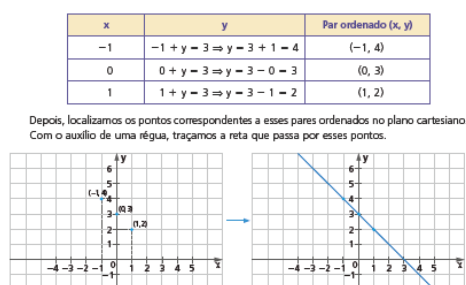 x y Par ordenado (x, y)
−1 −1 + y = 3 ⇒ y = 3 + 1 = 4 (−1, 4)
0 0 + y = 3 ⇒ y = 3 − 0 = 3 (0, 3)
1 1 + y = 3 ⇒ y = 3 − 1 = 2 (1, 2)
Depois, localizamos os pontos correspondentes a esses pares ordenados no plano cartesiano
Com o auxílio de uma régua, traçamos a reta que passa por esses pontos.
y
6
5
4
(−1, 4)
3
(0, 3)
2
(1, 2)
1
−4 −3 −2 −1 0 1 2 3 4 5 x
−1
y
6
5
4
3
2
1
−4 −3 −2 −1 0 1 2 3 4 5 x
−1